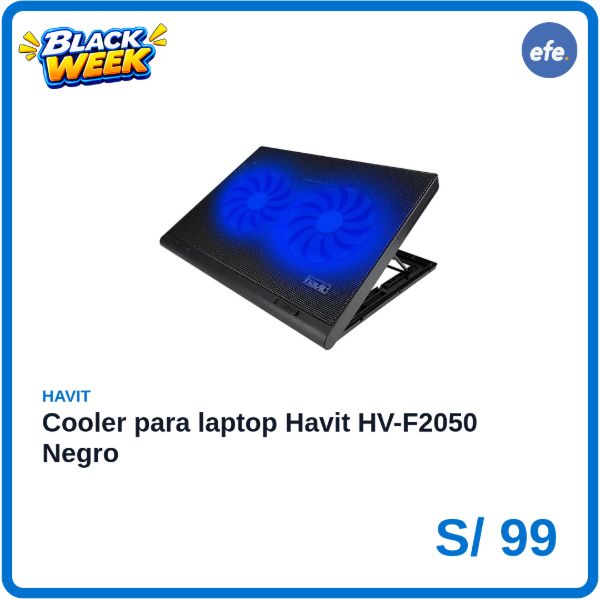 BLACK
WEEK
efe.
havit
HAVIT
Cooler para laptop Havit HV-F2050
Negro
S/ 99